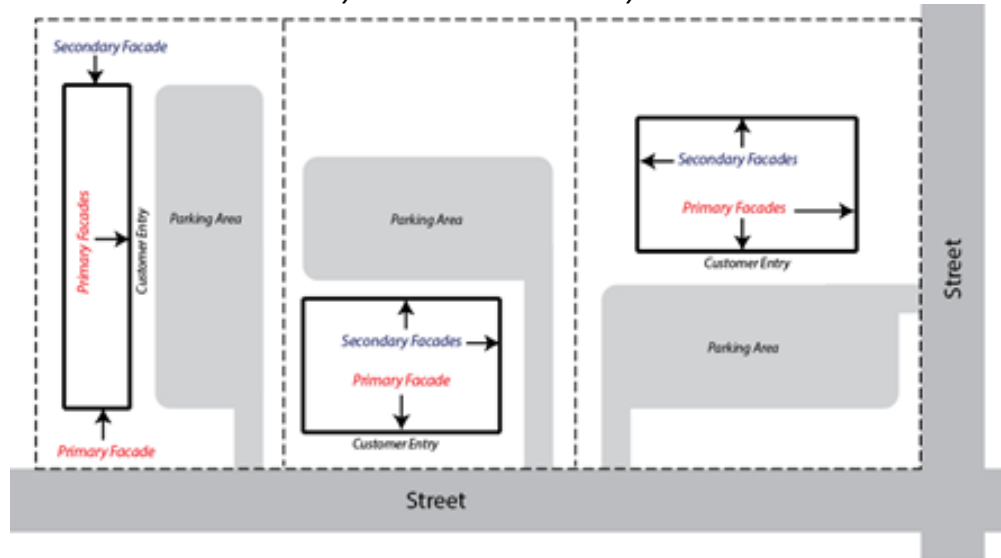 Secondary Facade
Primary Facades
Customer Entry
Parking Area
Primary Facade
Parking Area
Secondary Facades
Primary Facade
Customer Entry
Secondary Facades
Primary Facades
Customer Entry
Parking Area
Street
Street